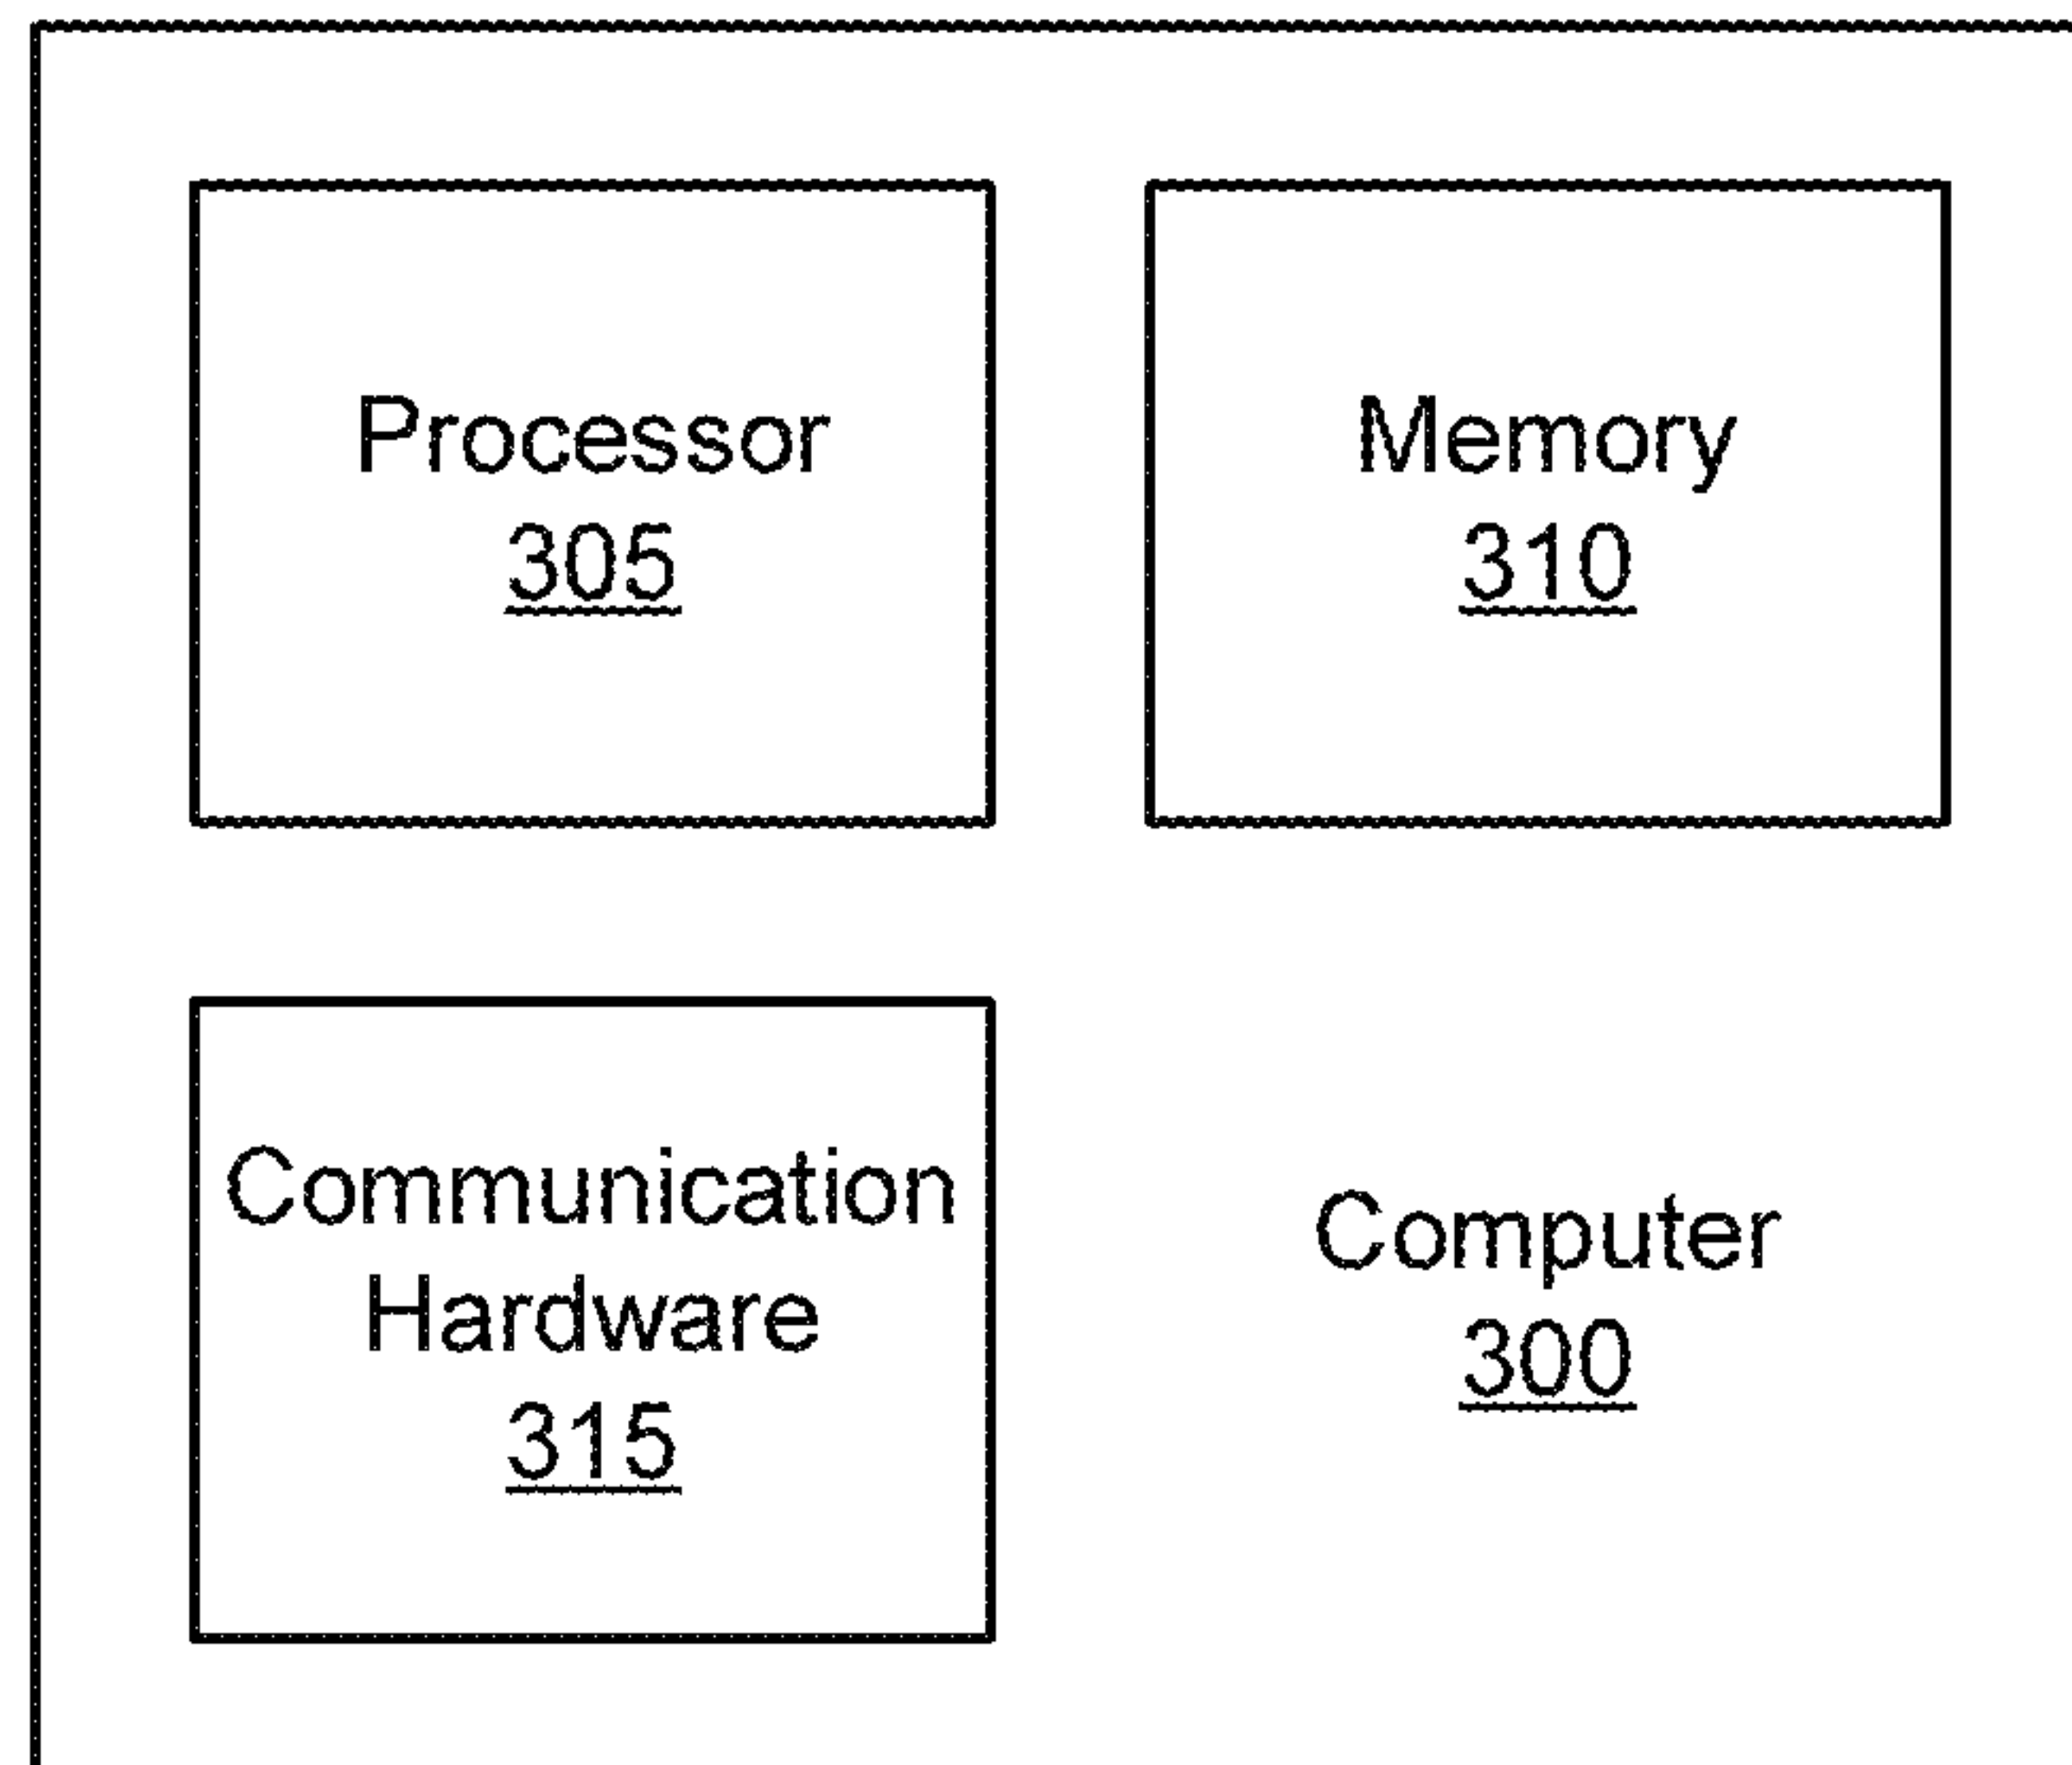 Processor
305
Memory
310
Communication
Hardware
315
Computer
300